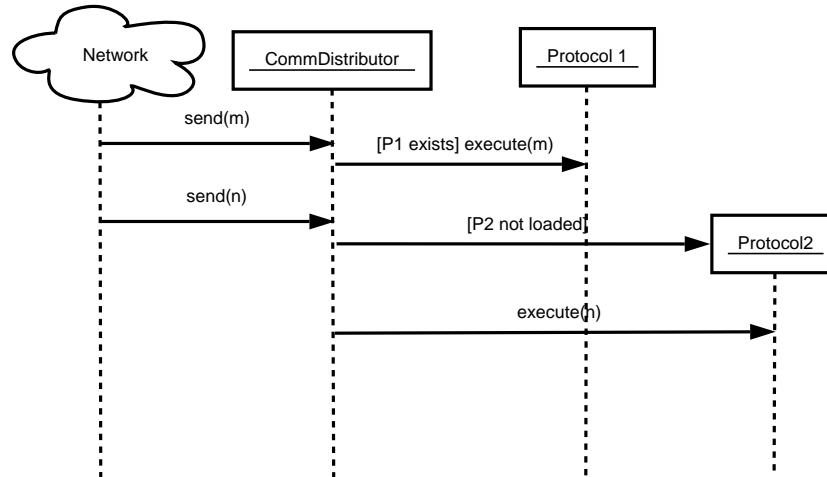 Network
CommDistributor
Protocol 1
send(m)
[P1 exists] execute(m)
send(n)
[P2 not loaded]
Protocol2
execute(n)